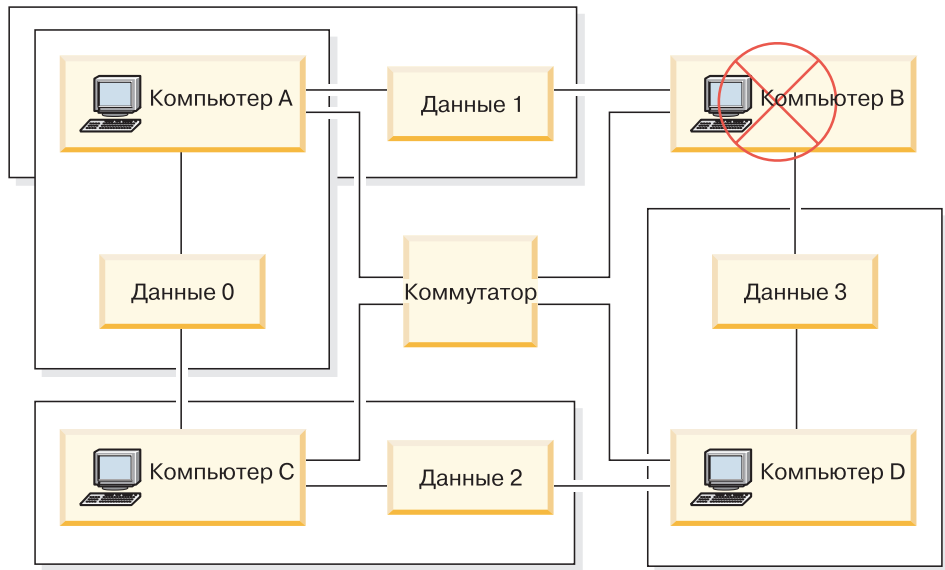 Компьютер A
Данные 1
Компьютер B
Данные 0
Коммутатор
Данные 3
Компьютер C
Данные 2
Компьютер D